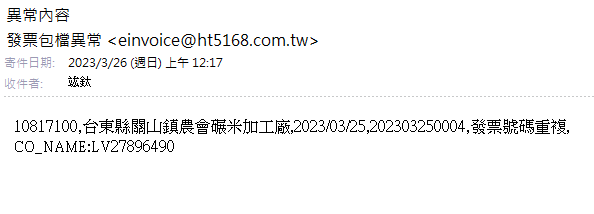 異常內容
發票包檔異常 <einvoice@ht5168.com.tw>
寄件日期: 2023/3/26 (週日) 上午 12:17
收件者: 竑鈦
10817100,台東縣關山鎮農會碾米加工廠,2023/03/25,202303250004,發票號碼重複,
CO_NAME:LV27896490